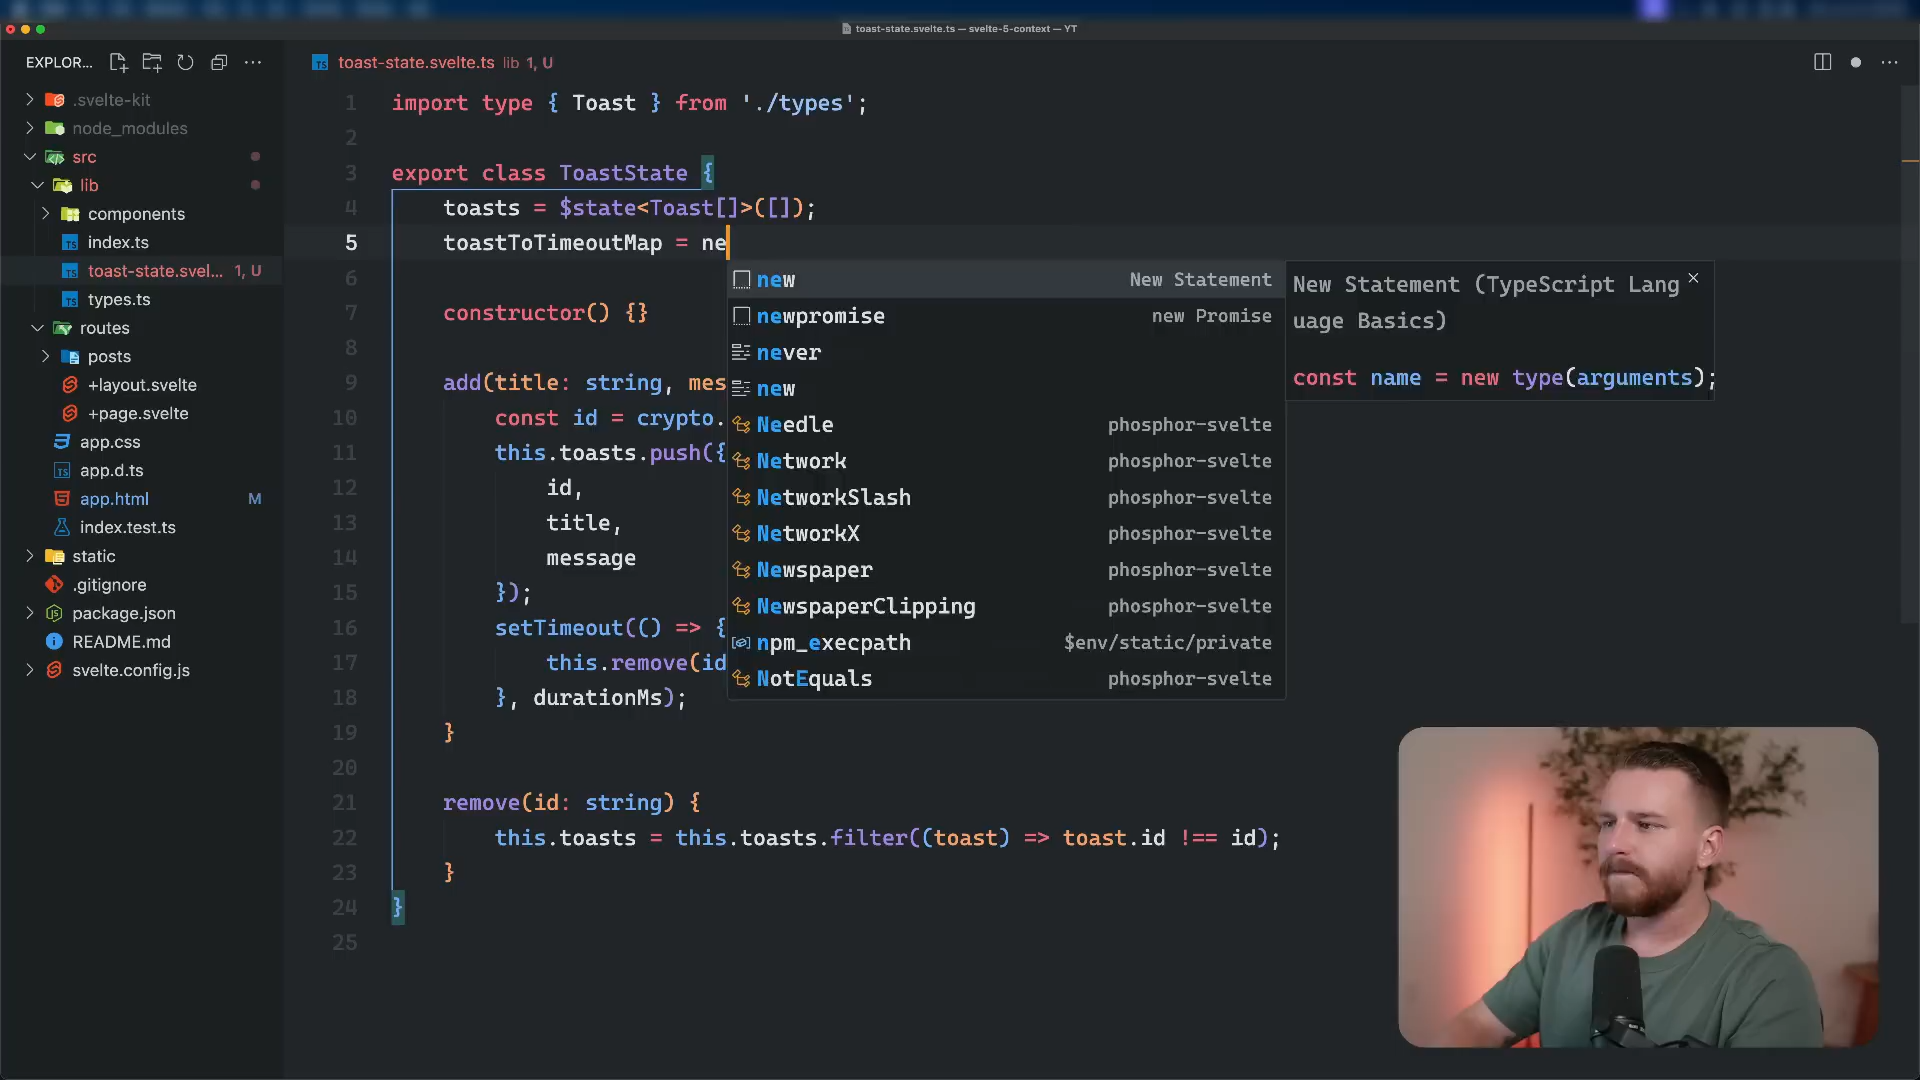 toast-state.svelte.ts — svelte-5-context — YT
EXPLOR...
toast-state.svelte.ts lib 1, U
.svelte-kit
node_modules
src
lib
components
index.ts
toast-state.svel... 1, U
types.ts
routes
posts
+layout.svelte
+page.svelte
app.css
app.d.ts
app.html M
index.test.ts
static
.gitignore
package.json
README.md
svelte.config.js
1 import type { Toast } from './types';
2
3 export class ToastState {
4 toasts = $state<Toast[]>([]);
5 toastToTimeoutMap = ne
6
7 constructor() {}
8
9 add(title: string, mes
10 const id = crypto.
11 this.toasts.push({
12 id,
13 title,
14 message
15 });
16 setTimeout(() => {
17 this.remove(id
18 }, durationMs);
19 }
20
21 remove(id: string) {
22 this.toasts = this.toasts.filter((toast) => toast.id !== id);
23 }
24 }
25
new New Statement
newpromise new Promise
never
new
Needle phosphor-svelte
Network phosphor-svelte
NetworkSlash phosphor-svelte
NetworkX phosphor-svelte
Newspaper phosphor-svelte
NewspaperClipping phosphor-svelte
npm_execpath $env/static/private
NotEquals phosphor-svelte
New Statement (TypeScript Lang
uage Basics)
const name = new type(arguments);